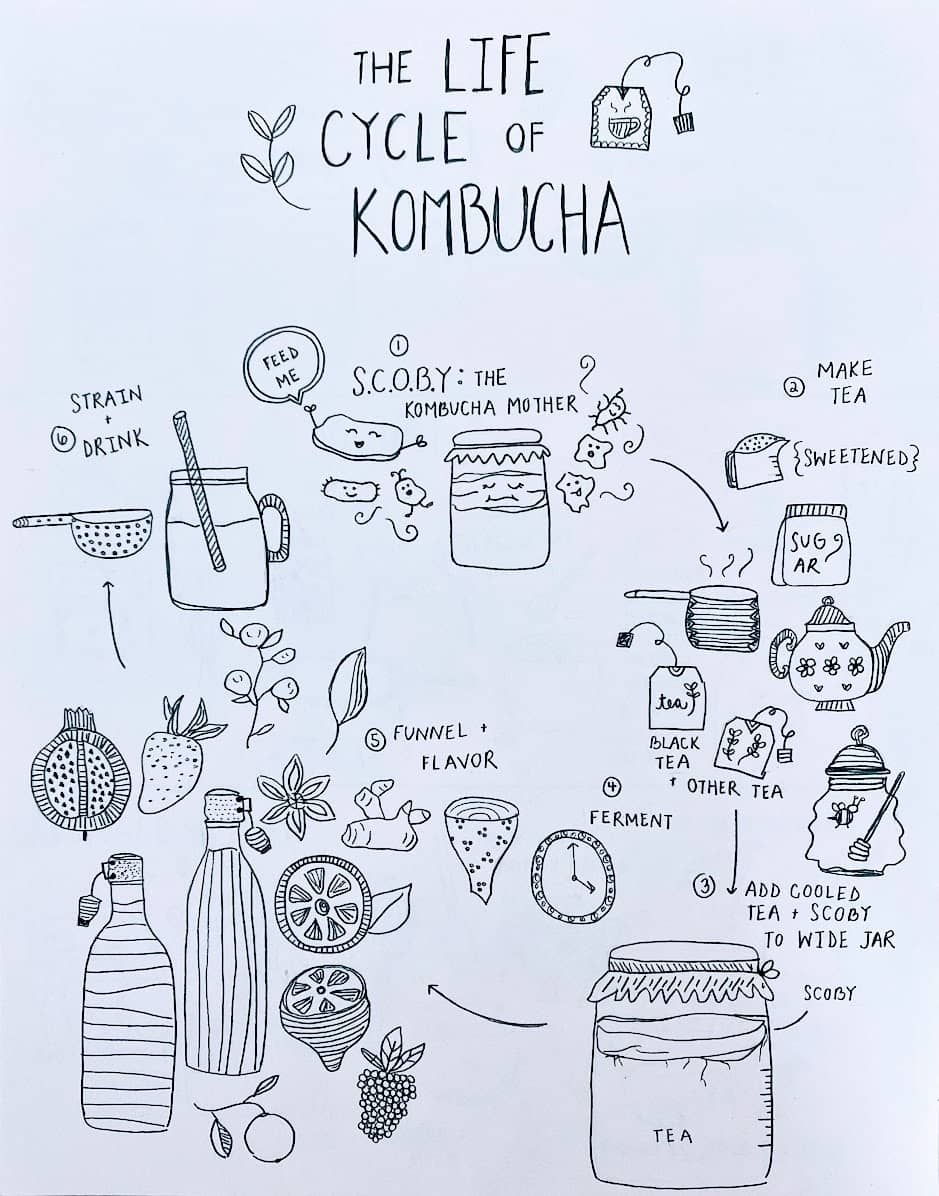 THE LIFE
CYCLE OF
KOMBUCHA
FEED
ME
①
S.C.O.B.Y: THE
KOMBUCHA MOTHER
② MAKE
TEA
{SWEETENED}
SUG
AR
tea
BLACK
TEA
+ OTHER TEA
③ ADD COOLED
TEA + SCOBY
TO WIDE JAR
SCOBY
TEA
④
FERMENT
⑤ FUNNEL +
FLAVOR
STRAIN
+
⑥ DRINK